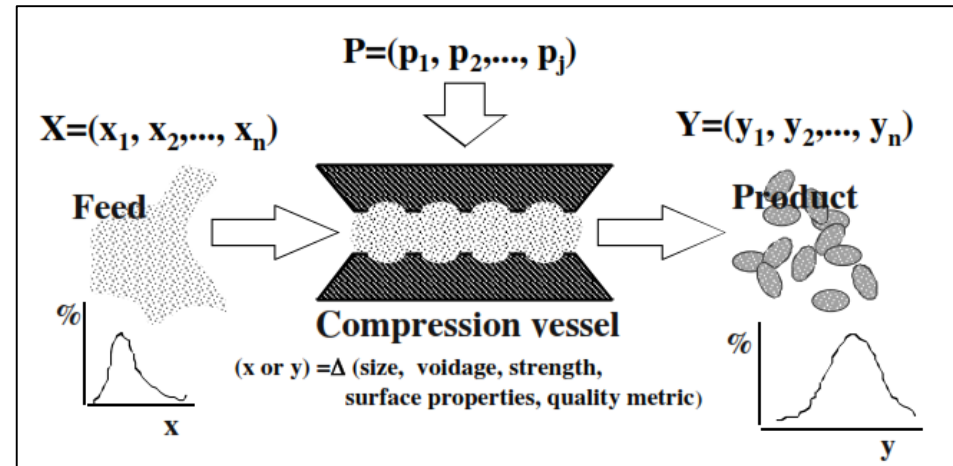 P=(p₁, p₂,..., pⱼ)
X=(x₁, x₂,..., xₙ)
Y=(y₁, y₂,..., yₙ)
Feed
Product
Compression vessel
%
(x or y) =Δ (size, voidage, strength,
surface properties, quality metric)
%
x
y